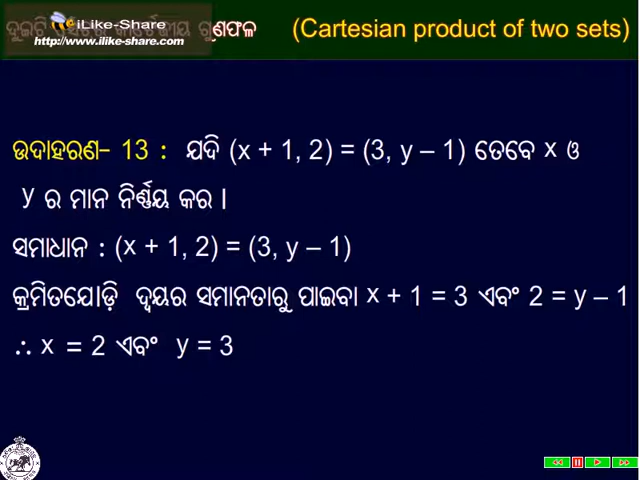 ଦୁଇଟି ଗୁଣଫଳ (Cartesian product of two sets)
iLike-Share
http://www.ilike-share.com
ଉଦାହରଣ- 13 : ଯଦି (x + 1, 2) = (3, y – 1) ତେବେ x ଓ
y ର ମାନ ନିର୍ଣ୍ଣୟ କର ।
ସମାଧାନ : (x + 1, 2) = (3, y – 1)
କ୍ରମିତଯୋଡ଼ି ଦ୍ୱୟର ସମାନତାରୁ ପାଇବା x + 1 = 3 ଏବଂ 2 = y – 1
∴ x = 2 ଏବଂ y = 3